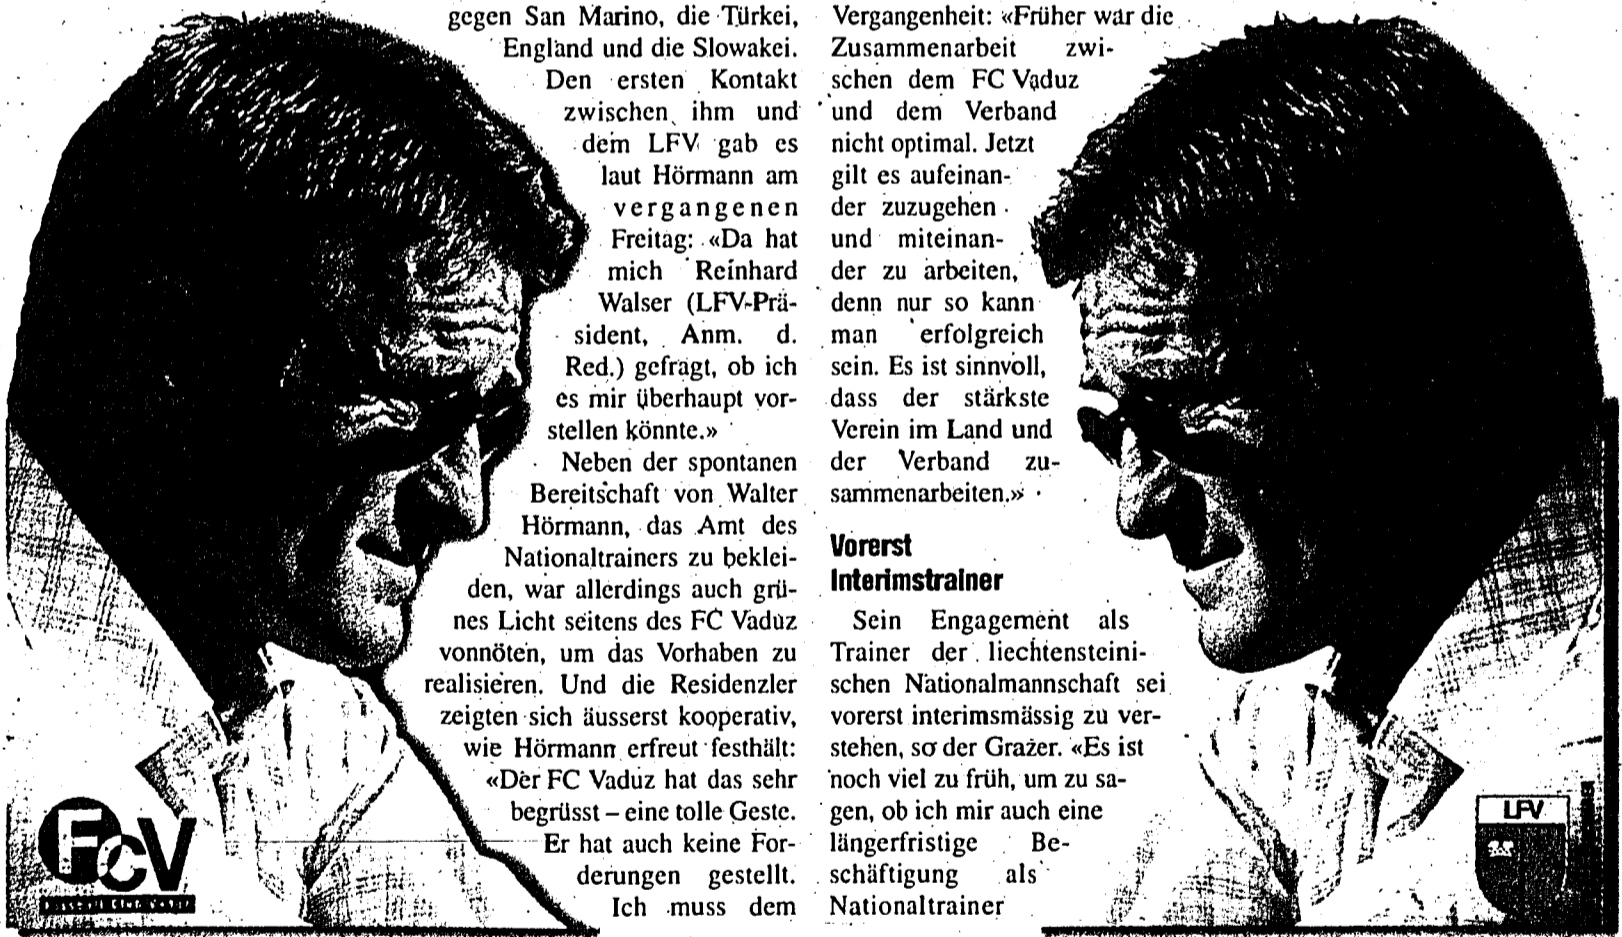 gegen San Marino, die Türkei,
England und die Slowakei.
Den ersten Kontakt
zwischen ihm und
dem LFV gab es
laut Hörmann am
vergangenen
Freitag: «Da hat
mich Reinhard
Walser (LFV-Prä-
sident, Anm. d.
Red.) gefragt, ob ich
es mir überhaupt vor-
stellen könnte.»
Neben der spontanen
Bereitschaft von Walter
Hörmann, das Amt des
Nationaltrainers zu beklei-
den, war allerdings auch grü-
nes Licht seitens des FC Vaduz
vonnöten, um das Vorhaben zu
realisieren. Und die Residenzler
zeigten sich äusserst kooperativ,
wie Hörmann erfreut festhält:
«Der FC Vaduz hat das sehr
begrüsst – eine tolle Geste.
Er hat auch keine For-
derungen gestellt.
Ich muss dem
Vergangenheit: «Früher war die
Zusammenarbeit zwi-
schen dem FC Vaduz
und dem Verband
nicht optimal. Jetzt
gilt es aufeinan-
der zuzugehen
und miteinan-
der zu arbeiten,
denn nur so kann
man erfolgreich
sein. Es ist sinnvoll,
dass der stärkste
Verein im Land und
der Verband zu-
sammenarbeiten.»
Vorerst
Interimstrainer
Sein Engagement als
Trainer der liechtensteini-
schen Nationalmannschaft sei
vorerst interimsmässig zu ver-
stehen, so der Grazer. «Es ist
noch viel zu früh, um zu sa-
gen, ob ich mir auch eine
längerfristige Be-
schäftigung als
Nationaltrainer
FCV
LFV